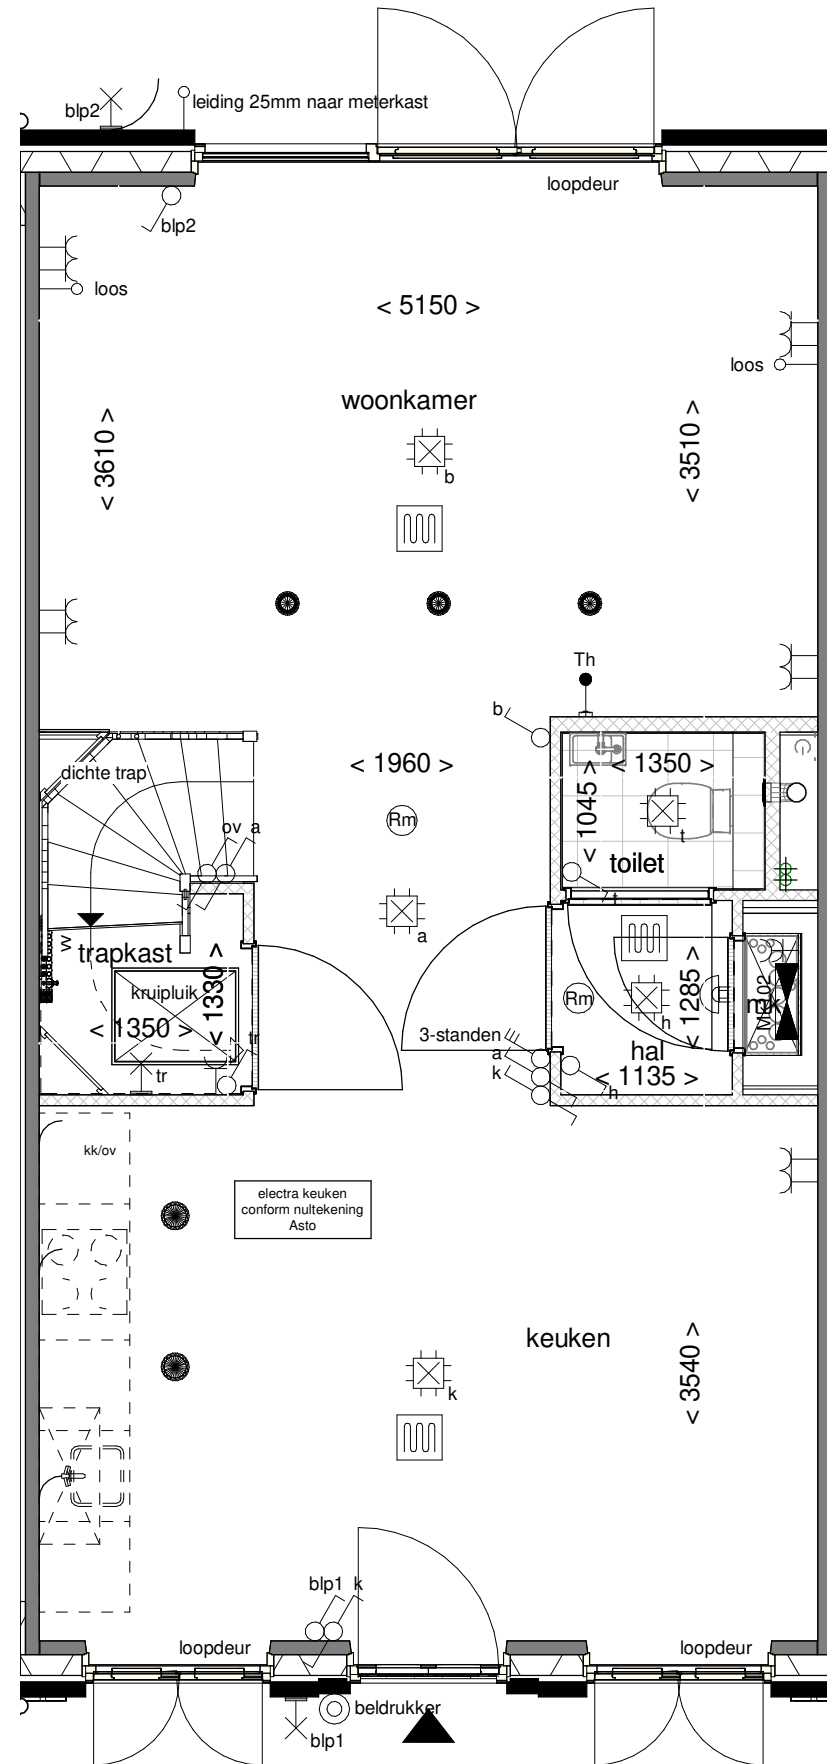 blp2
leiding 25mm naar meterkast
loopdeur
blp2
loos
< 5150 >
loos
woonkamer
< 3610 >
< 3510 >
b
Th
b
dichte trap
< 1960 >
< 1350 >
< 1045 >
ov a
Rm
t
toilet
t
a
w
trapkast
kruipluik
< 1330 >
< 1350 >
tr
tr
Rm
h
< 1285 >
mk
3-standen
a
k
hal
< 1135 >
h
kk/ov
electra keuken
conform nultekening
Asto
keuken
k
< 3540 >
blp1 k
loopdeur
loopdeur
beldrukker
blp1